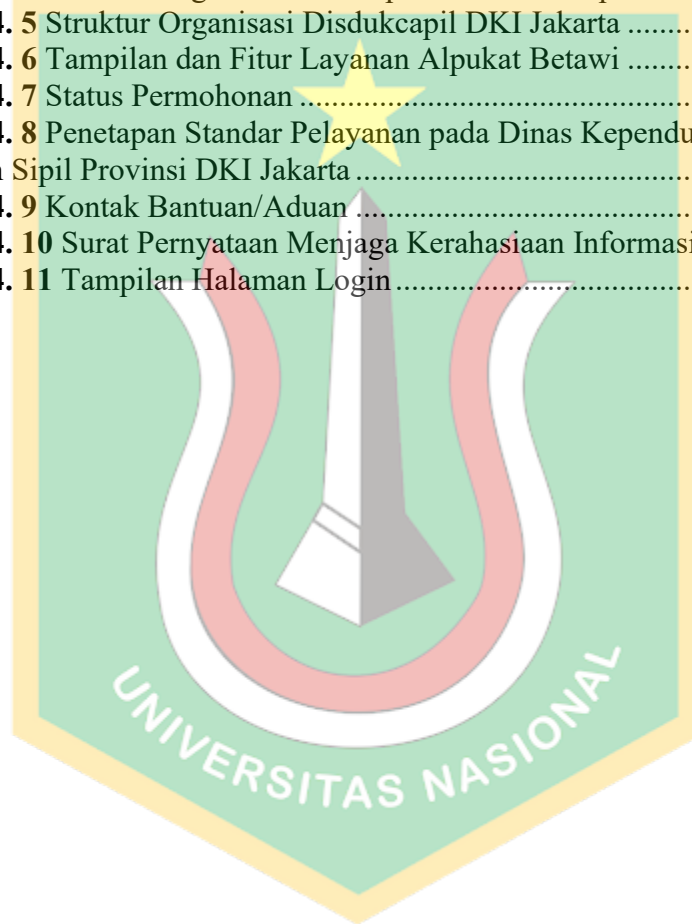 4. 5 Struktur Organisasi Disdukcapil DKI Jakarta ........
4. 6 Tampilan dan Fitur Layanan Alpukat Betawi ........
4. 7 Status Permohonan ................................................
4. 8 Penetapan Standar Pelayanan pada Dinas Kependu
n Sipil Provinsi DKI Jakarta .........................................
4. 9 Kontak Bantuan/Aduan .........................................
4. 10 Surat Pernyataan Menjaga Kerahasiaan Informasi
4. 11 Tampilan Halaman Login ....................................
UNIVERSITAS NASIONAL